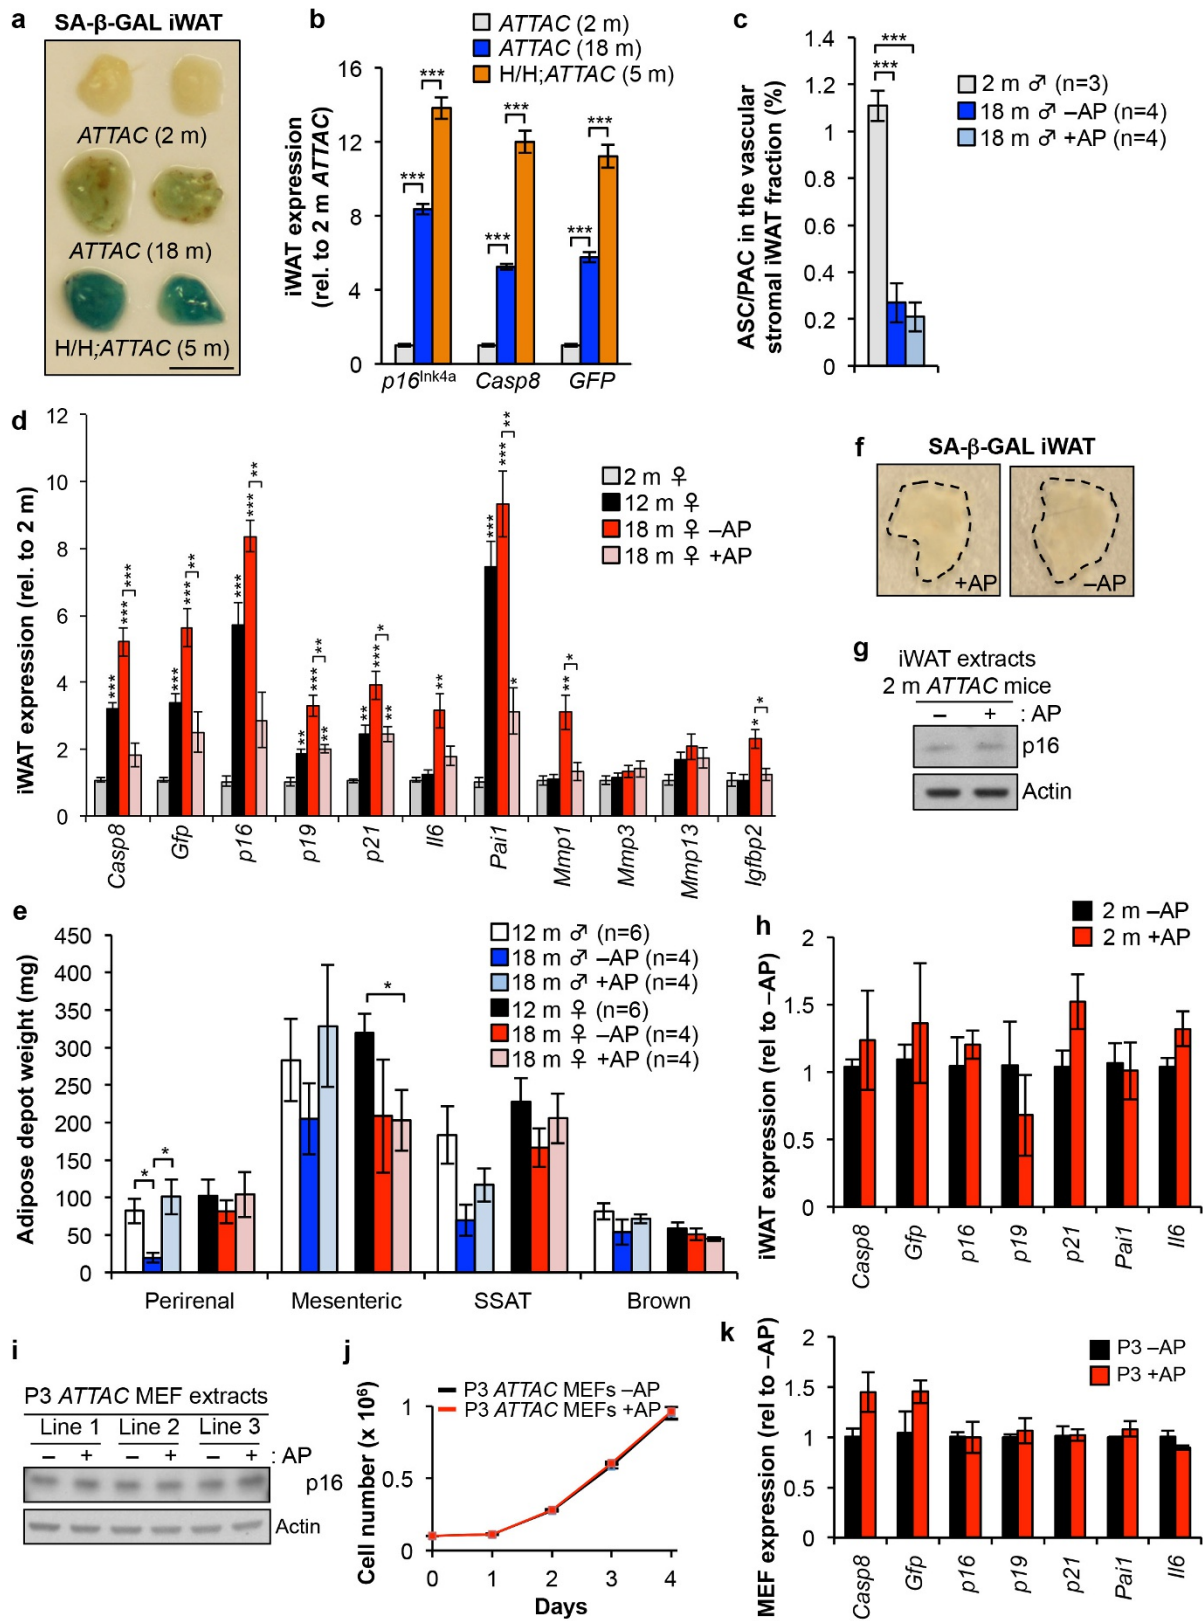 a
SA-β-GAL iWAT
ATTAC (2 m)
ATTAC (18 m)
H/H;ATTAC (5 m)
b
ATTAC (2 m)
ATTAC (18 m)
H/H;ATTAC (5 m)
iWAT expression
(rel. to 2 m ATTAC)
16
12
8
4
0
*** *** ***
*** *** ***
p16Ink4a Casp8 GFP
c
ASC/PAC in the vascular
stromal iWAT fraction (%)
1.4
1.2
1
0.8
0.6
0.4
0.2
0
***
***
2 m ♂ (n=3)
18 m ♂ –AP (n=4)
18 m ♂ +AP (n=4)
d
iWAT expression (rel. to 2 m)
12
10
8
6
4
2
0
2 m ♀
12 m ♀
18 m ♀ –AP
18 m ♀ +AP
*** *** ***
*** *** **
*** *** **
** *** ** **
** *** * **
**
*** *** ** *
** *
* *
Casp8 Gfp p16 p19 p21 Il6 Pai1 Mmp1 Mmp3 Mmp13 Igfbp2
e
Adipose depot weight (mg)
450
400
350
300
250
200
150
100
50
0
12 m ♂ (n=6)
18 m ♂ –AP (n=4)
18 m ♂ +AP (n=4)
12 m ♀ (n=6)
18 m ♀ –AP (n=4)
18 m ♀ +AP (n=4)
* * *
Perirenal Mesenteric SSAT Brown
f
SA-β-GAL iWAT
+AP –AP
g
iWAT extracts
2 m ATTAC mice
– + : AP
p16
Actin
h
2 m –AP
2 m +AP
iWAT expression (rel to –AP)
2
1.5
1
0.5
0
Casp8 Gfp p16 p19 p21 Pai1 Il6
i
P3 ATTAC MEF extracts
Line 1 Line 2 Line 3
– + – + – + : AP
p16
Actin
j
P3 ATTAC MEFs –AP
P3 ATTAC MEFs +AP
Cell number (x 10⁶)
1
0.5
0
0 1 2 3 4
Days
k
P3 –AP
P3 +AP
MEF expression (rel to –AP)
2
1.5
1
0.5
0
Casp8 Gfp p16 p19 p21 Pai1 Il6